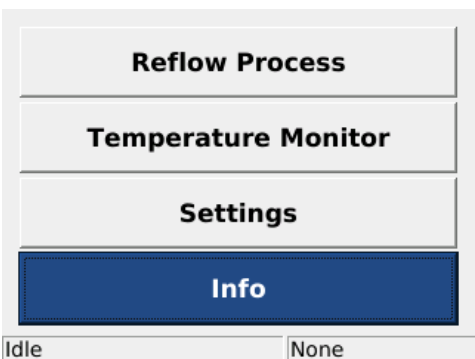 Reflow Process
Temperature Monitor
Settings
Info
Idle None